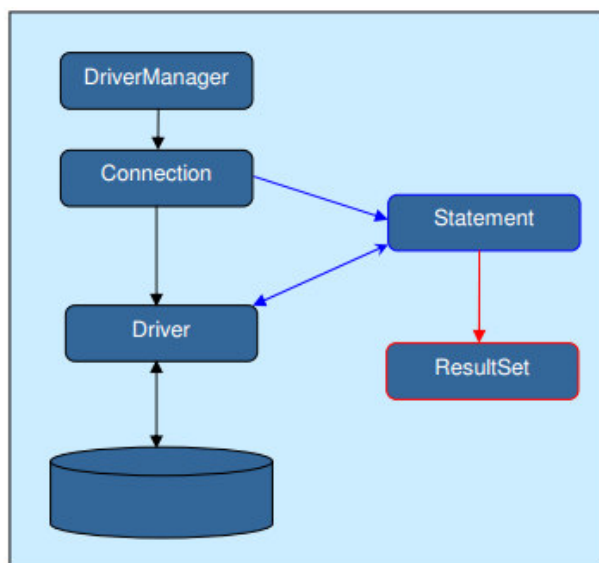 DriverManager
Connection
Statement
Driver
ResultSet